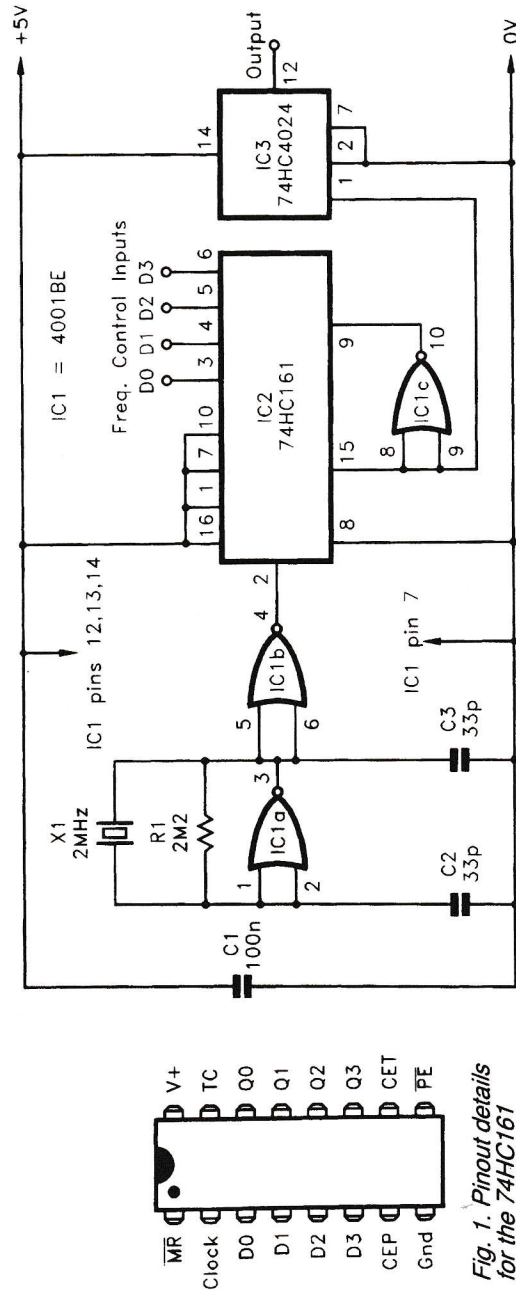 MR
Clock
D0
D1
D2
D3
CEP
Gnd
V+
TC
Q0
Q1
Q2
Q3
CET
PE
Fig. 1. Pinout details
for the 74HC161
+5V
0V
C1
100n
X1
2MHz
R1
2M2
1
2
IC1a
3
C2
33p
C3
33p
IC1 pins 12,13,14
IC1 pin 7
5
6
IC1b
4
2
IC1 = 4001BE
Freq. Control Inputs
D0 D1 D2 D3
16 1 7 10 3 4 5 6
IC2
74HC161
8 15 9
8
9
IC1c
10
14
IC3
74HC4024
1 2 7
12
Output